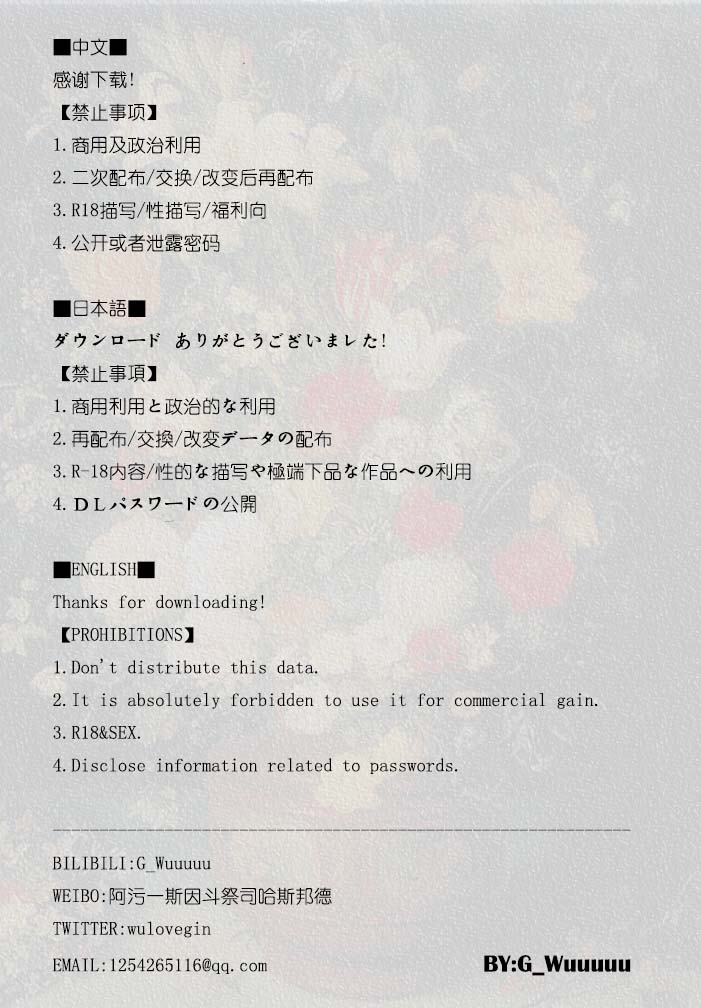 ■中文■
感谢下载!
【禁止事项】
1.商用及政治利用
2.二次配布/交换/改变后再配布
3.R18描写/性描写/福利向
4.公开或者泄露密码
■日本語■
ダウンロード ありがとうございました!
【禁止事項】
1.商用利用と政治的な利用
2.再配布/交換/改変データの配布
3.R-18内容/性的な描写や極端下品な作品への利用
4.ＤＬパスワードの公開
■ENGLISH■
Thanks for downloading!
【PROHIBITIONS】
1.Don't distribute this data.
2.It is absolutely forbidden to use it for commercial gain.
3.R18&SEX.
4.Disclose information related to passwords.
BILIBILI:G_Wuuuuu
WEIBO:阿污一斯因斗祭司哈斯邦德
TWITTER:wulovegin
EMAIL:1254265116@qq.com
BY:G_Wuuuuu